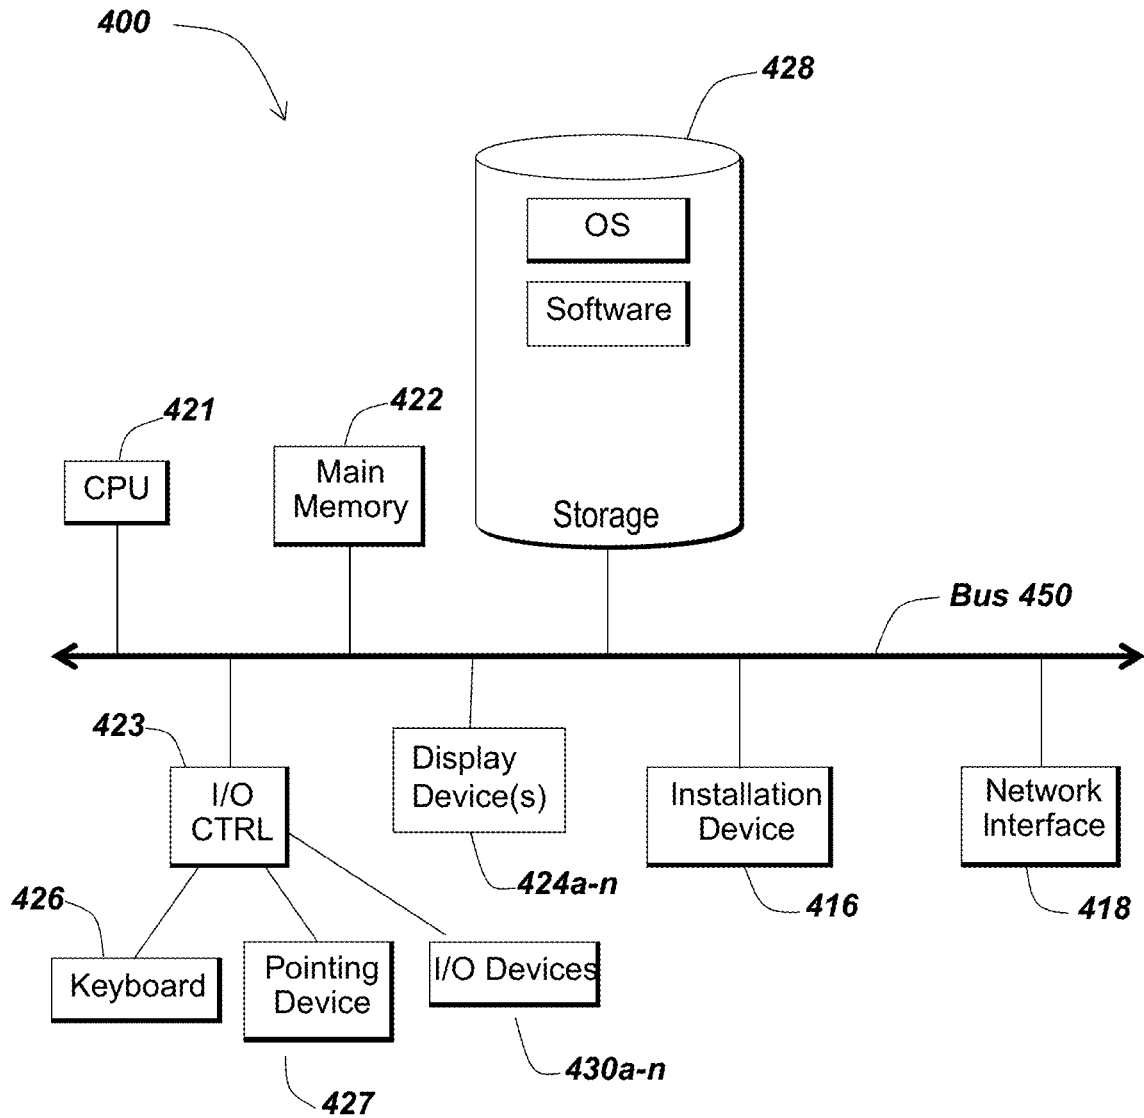 400
428
OS
Software
421
422
CPU
Main
Memory
Storage
Bus 450
423
I/O
CTRL
Display
Device(s)
Installation
Device
Network
Interface
424a-n
416
418
426
Keyboard
Pointing
Device
I/O Devices
427
430a-n